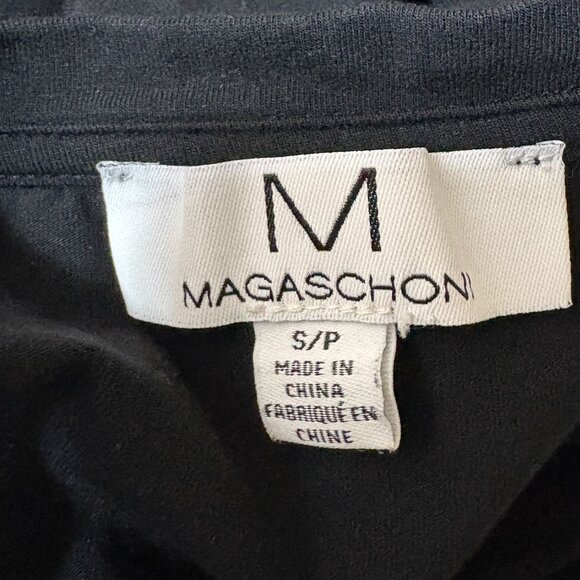 M
MAGASCHONI
S/P
MADE IN
CHINA
FABRIQUÉ EN
CHINE